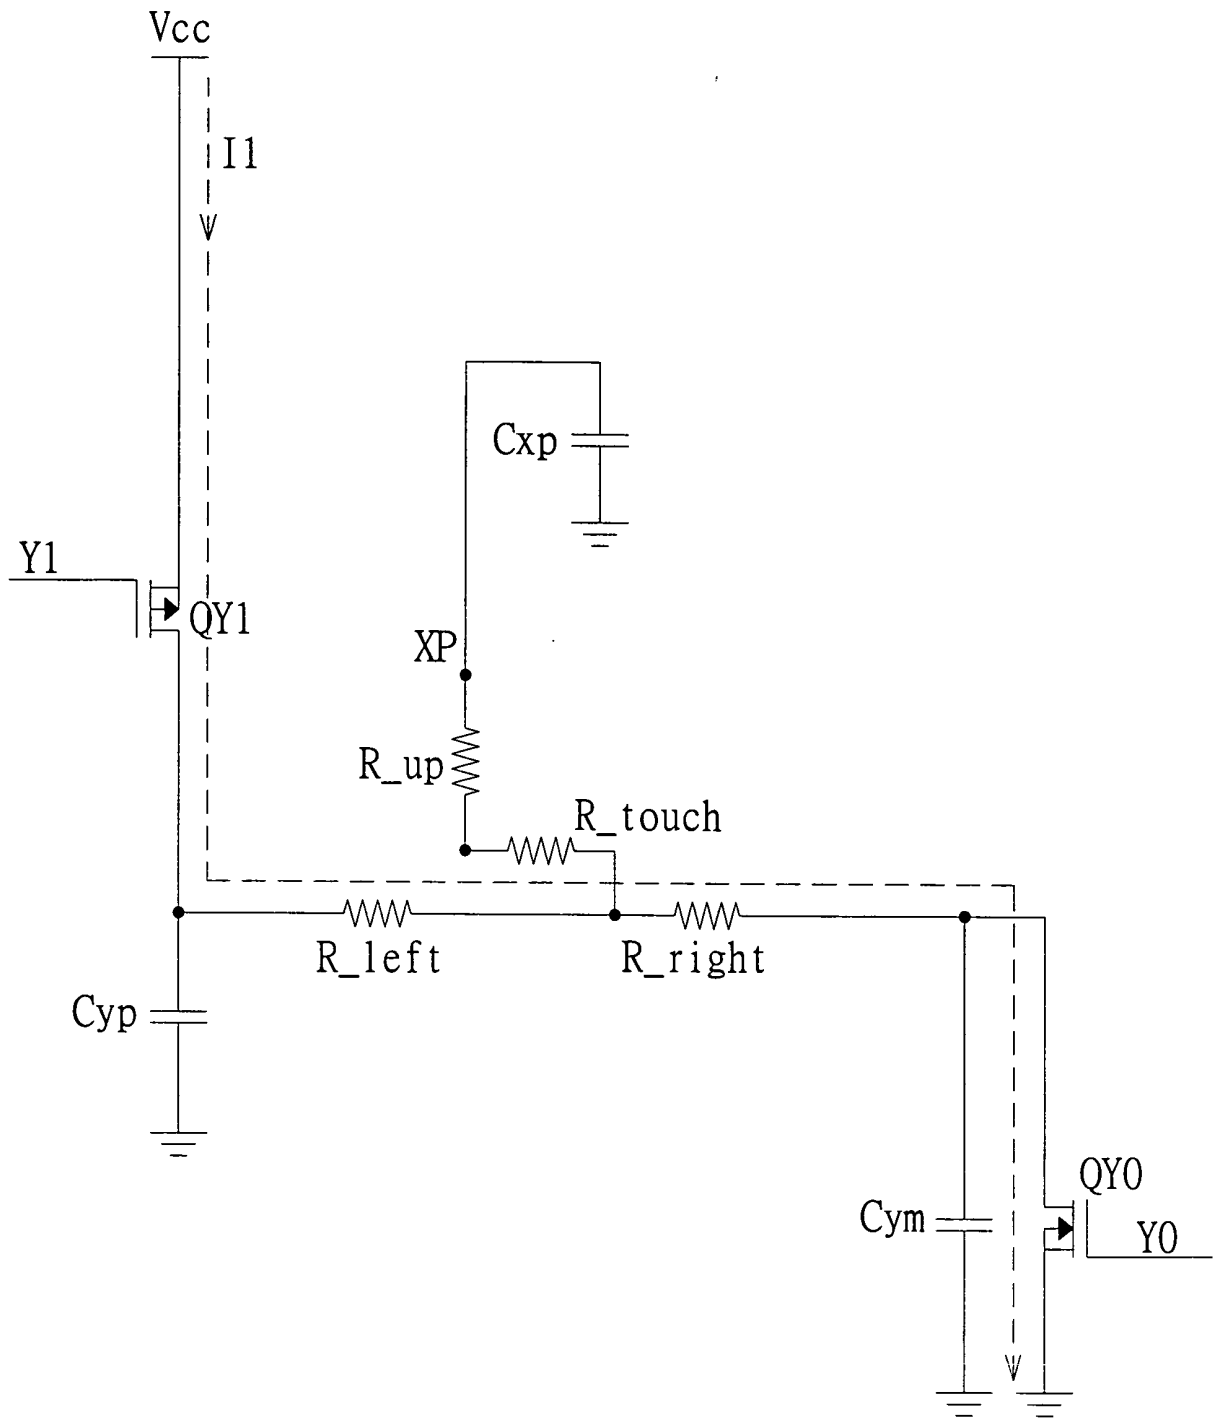 Vcc
I1
Cxp
Y1
QY1
XP
R_up
R_touch
R_left
R_right
Cyp
QY0
Cym
Y0